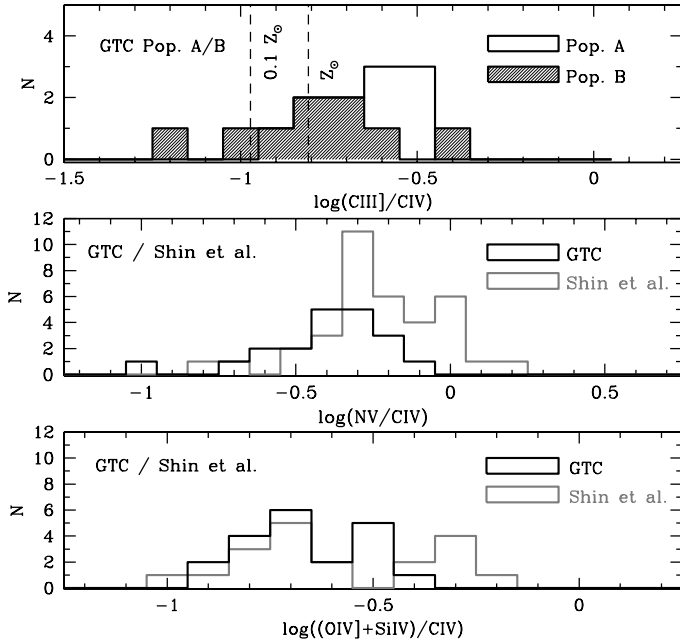 GTC Pop. A/B
0.1 Z⊙
Z⊙
Pop. A
Pop. B
N
4
2
0
-1.5
-1
-0.5
0
log(CIII]/CIV)
GTC / Shin et al.
GTC
Shin et al.
N
12
10
8
6
4
2
0
-1
-0.5
0
0.5
log(NV/CIV)
GTC / Shin et al.
GTC
Shin et al.
N
12
10
8
6
4
2
0
-1
-0.5
0
log((OIV]+SiIV)/CIV)